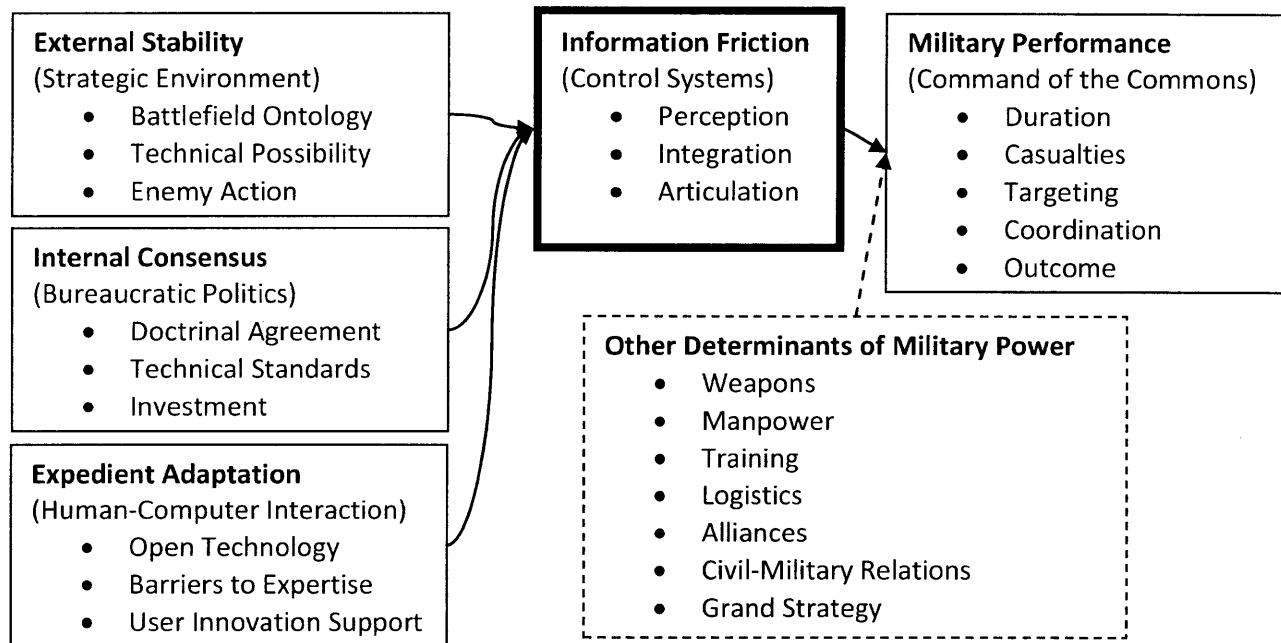 External Stability
(Strategic Environment)
• Battlefield Ontology
• Technical Possibility
• Enemy Action
Internal Consensus
(Bureaucratic Politics)
• Doctrinal Agreement
• Technical Standards
• Investment
Expedient Adaptation
(Human-Computer Interaction)
• Open Technology
• Barriers to Expertise
• User Innovation Support
Information Friction
(Control Systems)
• Perception
• Integration
• Articulation
Military Performance
(Command of the Commons)
• Duration
• Casualties
• Targeting
• Coordination
• Outcome
Other Determinants of Military Power
• Weapons
• Manpower
• Training
• Logistics
• Alliances
• Civil-Military Relations
• Grand Strategy